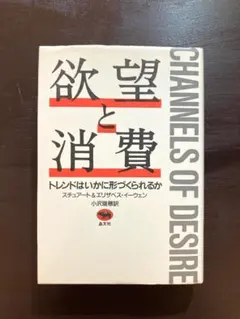 欲望
と
消費
CHANNELS OF DESIRE
トレンドはいかに形づくられるか
スチュアート&エリザベス・イーウェン
小沢瑞穂訳
晶文社